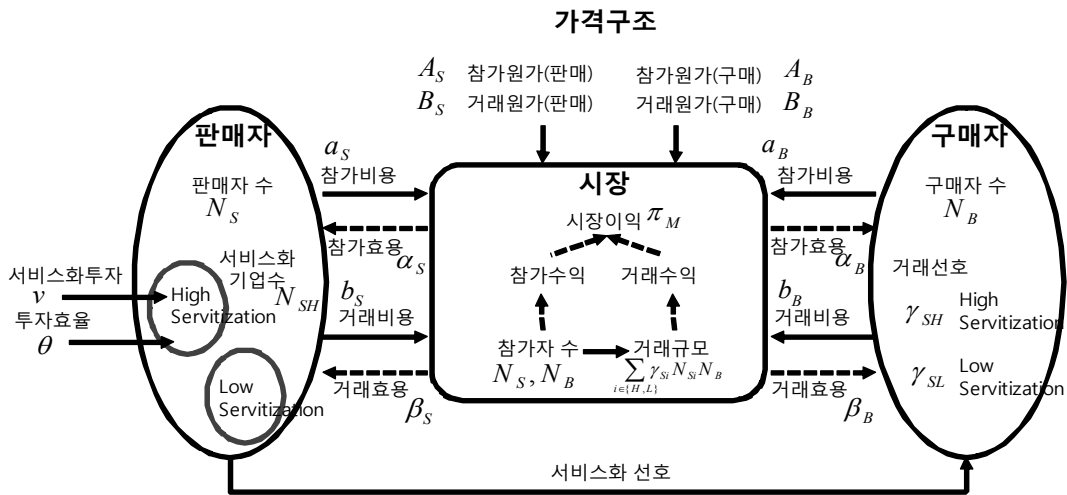 가격구조
A_S 참가원가(판매) 참가원가(구매) A_B
B_S 거래원가(판매) 거래원가(구매) B_B
판매자
판매자 수
N_S
서비스화
기업수 N_SH
High
Servitization
Low
Servitization
서비스화투자
ν
투자효율
θ
a_S
참가비용
참가효용
α_S
b_S
거래비용
거래효용
β_S
시장
시장이익 π_M
참가수익 거래수익
참가자 수 거래규모
N_S, N_B ∑_{i∈{H,L}} γ_Si N_Si N_B
a_B
참가비용
참가효용
α_B
b_B
거래비용
거래효용
β_B
구매자
구매자 수
N_B
거래선호
γ_SH High
Servitization
γ_SL Low
Servitization
서비스화 선호